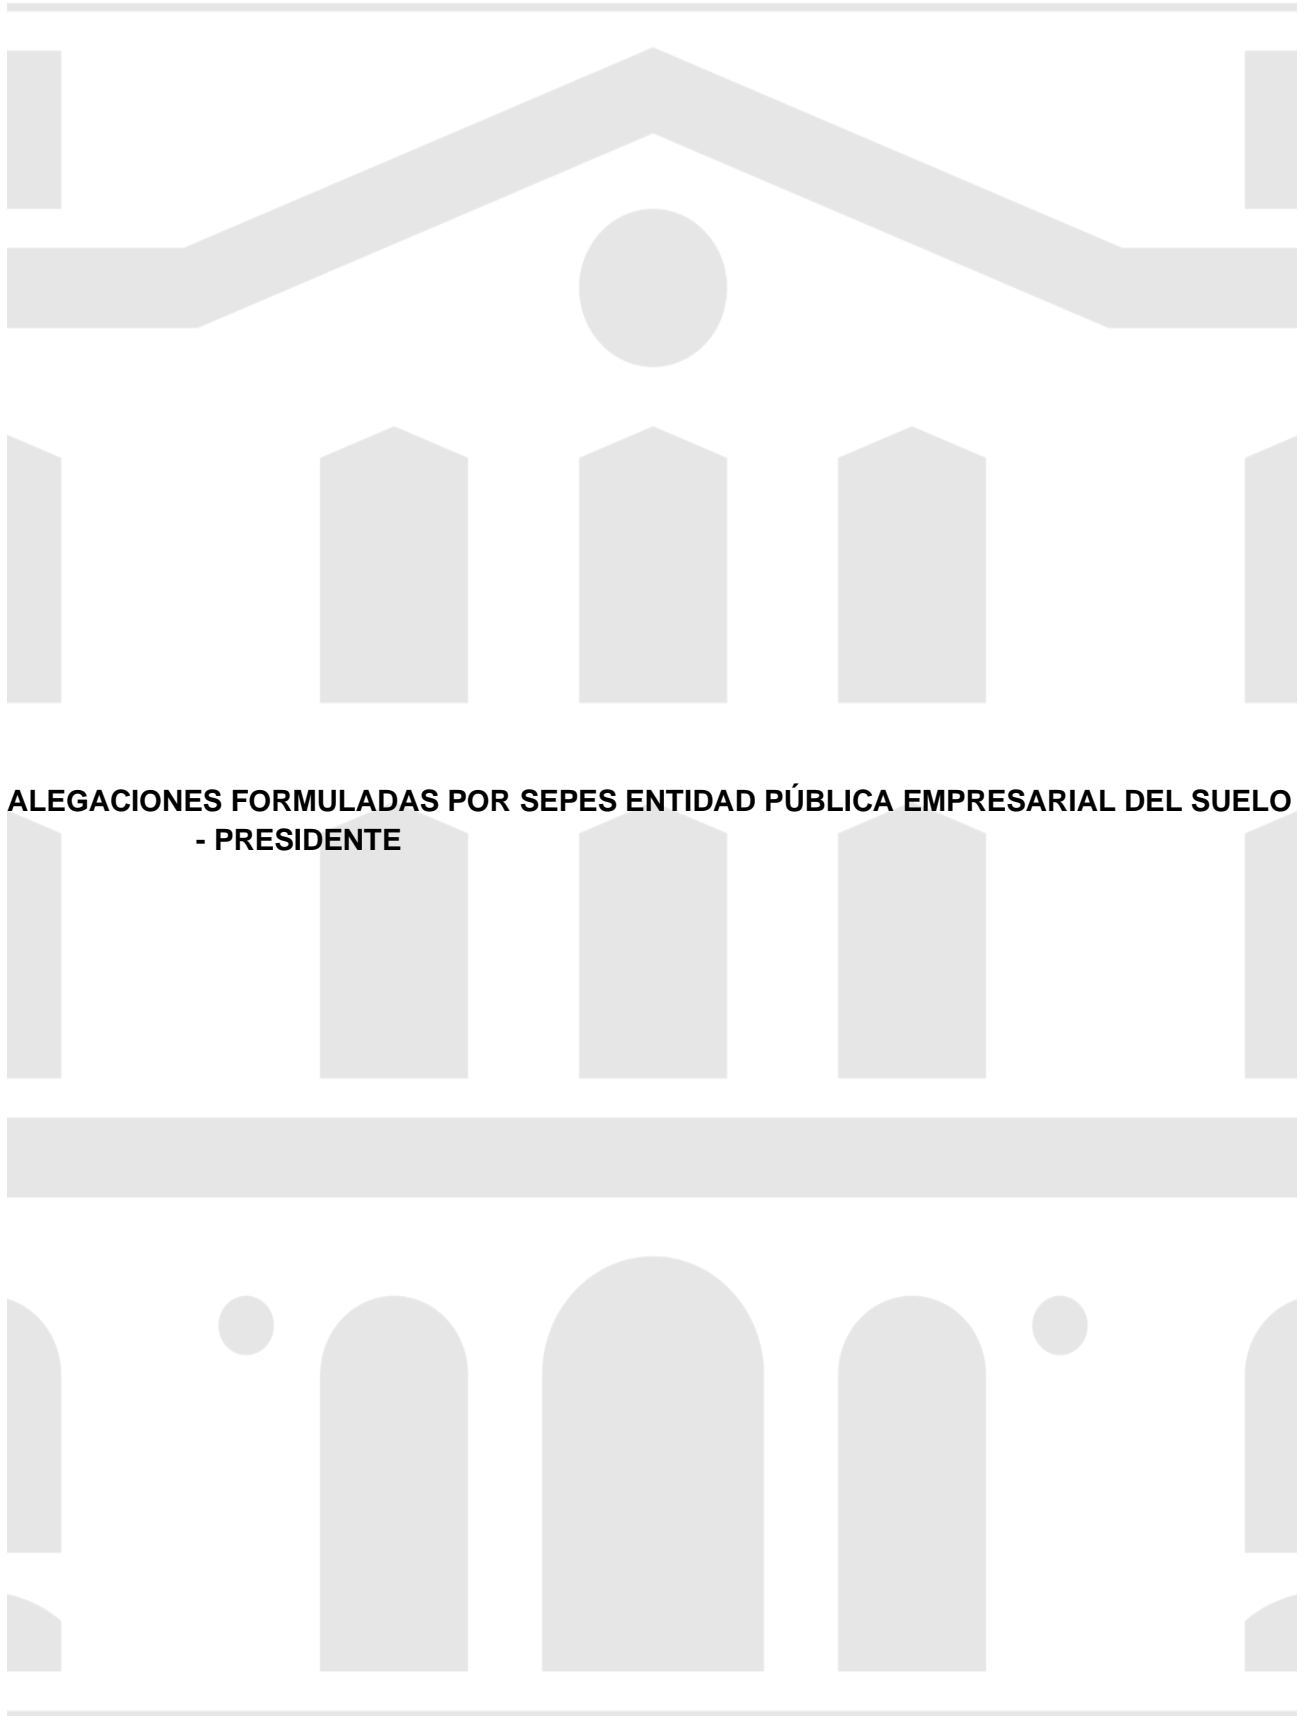 ALEGACIONES FORMULADAS POR SEPES ENTIDAD PÚBLICA EMPRESARIAL DEL SUELO
- PRESIDENTE